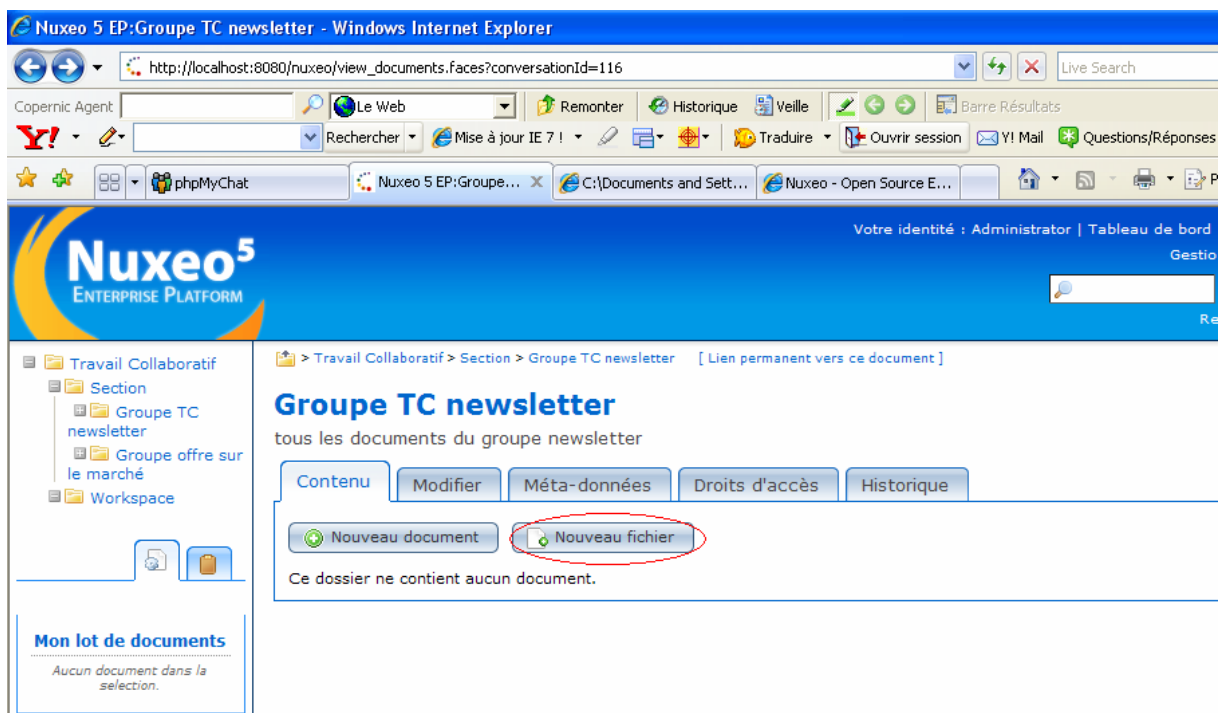 Nuxeo 5 EP:Groupe TC newsletter - Windows Internet Explorer
http://localhost:8080/nuxeo/view_documents.faces?conversationId=116
Live Search
Copernic Agent
Le Web
Remonter
Historique
Veille
Barre Résultats
Y!
Rechercher
Mise à jour IE 7 !
Traduire
Ouvrir session
Y! Mail
Questions/Réponses
phpMyChat
Nuxeo 5 EP:Groupe...
C:\Documents and Sett...
Nuxeo - Open Source E...
P
Nuxeo5
ENTERPRISE PLATFORM
Votre identité : Administrator | Tableau de bord
Gestio
Re
Travail Collaboratif
Section
Groupe TC
newsletter
Groupe offre sur
le marché
Workspace
> Travail Collaboratif > Section > Groupe TC newsletter [ Lien permanent vers ce document ]
Groupe TC newsletter
tous les documents du groupe newsletter
Contenu
Modifier
Méta-données
Droits d'accès
Historique
Nouveau document
Nouveau fichier
Ce dossier ne contient aucun document.
Mon lot de documents
Aucun document dans la
selection.